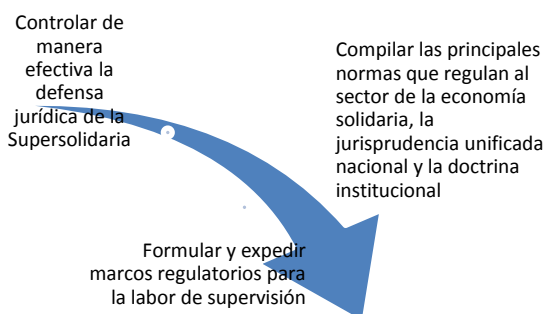 Controlar de
manera
efectiva la
defensa
jurídica de la
Supersolidaria
Compilar las principales
normas que regulan al
sector de la economía
solidaria, la
jurisprudencia unificada
nacional y la doctrina
institucional
Formular y expedir
marcos regulatorios para
la labor de supervisión